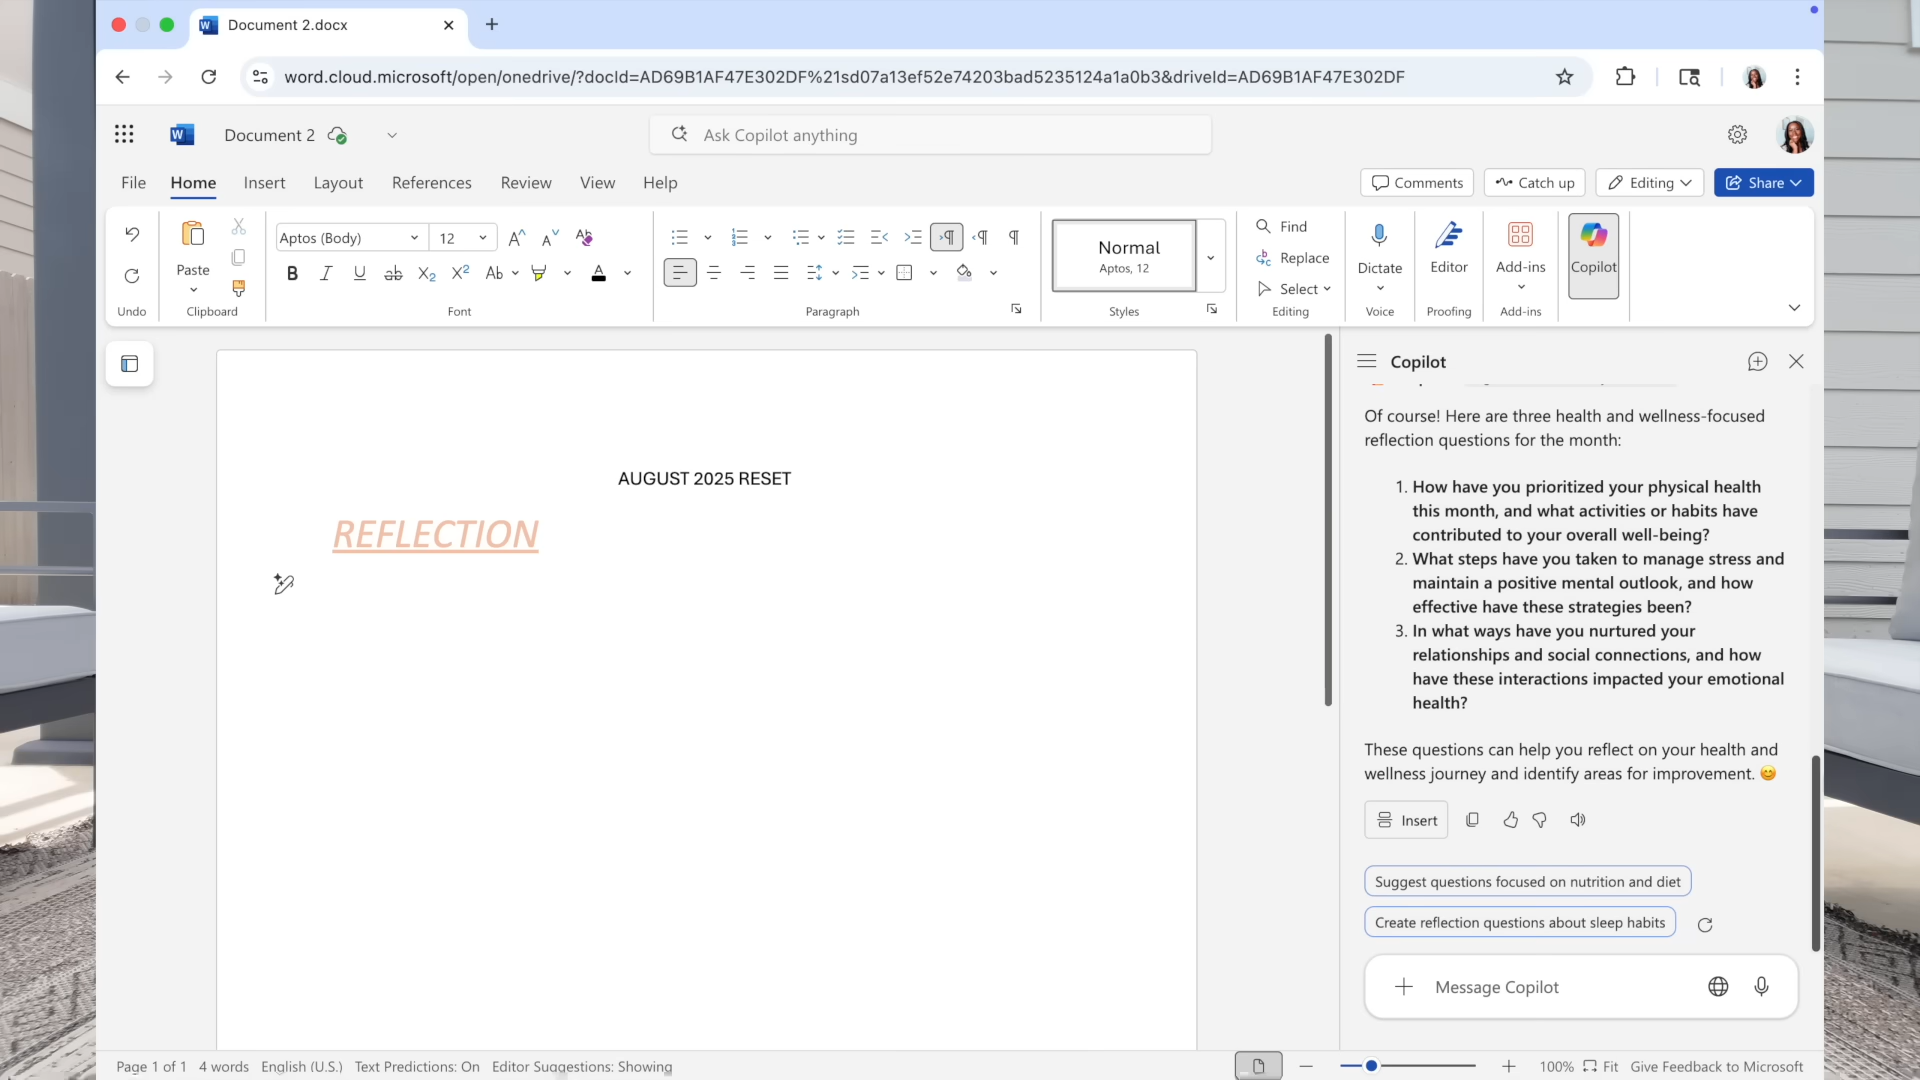 Document 2.docx
word.cloud.microsoft/open/onedrive/?docId=AD69B1AF47E302DF%21sd07a13ef52e74203bad5235124a1a0b3&driveId=AD69B1AF47E302DF
Document 2
Ask Copilot anything
File Home Insert Layout References Review View Help
Comments Catch up Editing Share
Aptos (Body) 12
Paste
Normal
Aptos, 12
Find
Replace
Select
Dictate
Editor
Add-ins
Copilot
Undo Clipboard Font Paragraph Styles Editing Voice Proofing Add-ins
AUGUST 2025 RESET
REFLECTION
Copilot
Of course! Here are three health and wellness-focused
reflection questions for the month:
1. How have you prioritized your physical health
this month, and what activities or habits have
contributed to your overall well-being?
2. What steps have you taken to manage stress and
maintain a positive mental outlook, and how
effective have these strategies been?
3. In what ways have you nurtured your
relationships and social connections, and how
have these interactions impacted your emotional
health?
These questions can help you reflect on your health and
wellness journey and identify areas for improvement. 😊
Insert
Suggest questions focused on nutrition and diet
Create reflection questions about sleep habits
Message Copilot
Page 1 of 1 4 words English (U.S.) Text Predictions: On Editor Suggestions: Showing
100% Fit Give Feedback to Microsoft